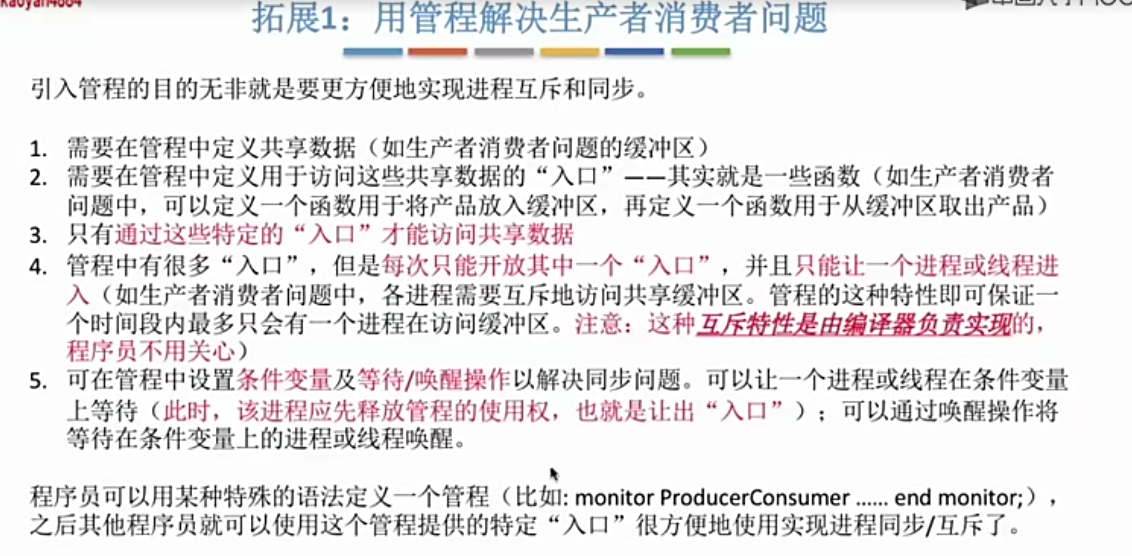 kaoyan4084
拓展1：用管程解决生产者消费者问题
引入管程的目的无非就是要更方便地实现进程互斥和同步。
1. 需要在管程中定义共享数据（如生产者消费者问题的缓冲区）
2. 需要在管程中定义用于访问这些共享数据的“入口”——其实就是一些函数（如生产者消费者
问题中，可以定义一个函数用于将产品放入缓冲区，再定义一个函数用于从缓冲区取出产品）
3. 只有通过这些特定的“入口”才能访问共享数据
4. 管程中有很多“入口”，但是每次只能开放其中一个“入口”，并且只能让一个进程或线程进
入（如生产者消费者问题中，各进程需要互斥地访问共享缓冲区。管程的这种特性即可保证一
个时间段内最多只会有一个进程在访问缓冲区。注意：这种互斥特性是由编译器负责实现的，
程序员不用关心）
5. 可在管程中设置条件变量及等待/唤醒操作以解决同步问题。可以让一个进程或线程在条件变量
上等待（此时，该进程应先释放管程的使用权，也就是让出“入口”）；可以通过唤醒操作将
等待在条件变量上的进程或线程唤醒。
程序员可以用某种特殊的语法定义一个管程（比如: monitor ProducerConsumer …… end monitor;），
之后其他程序员就可以使用这个管程提供的特定“入口”很方便地使用实现进程同步/互斥了。